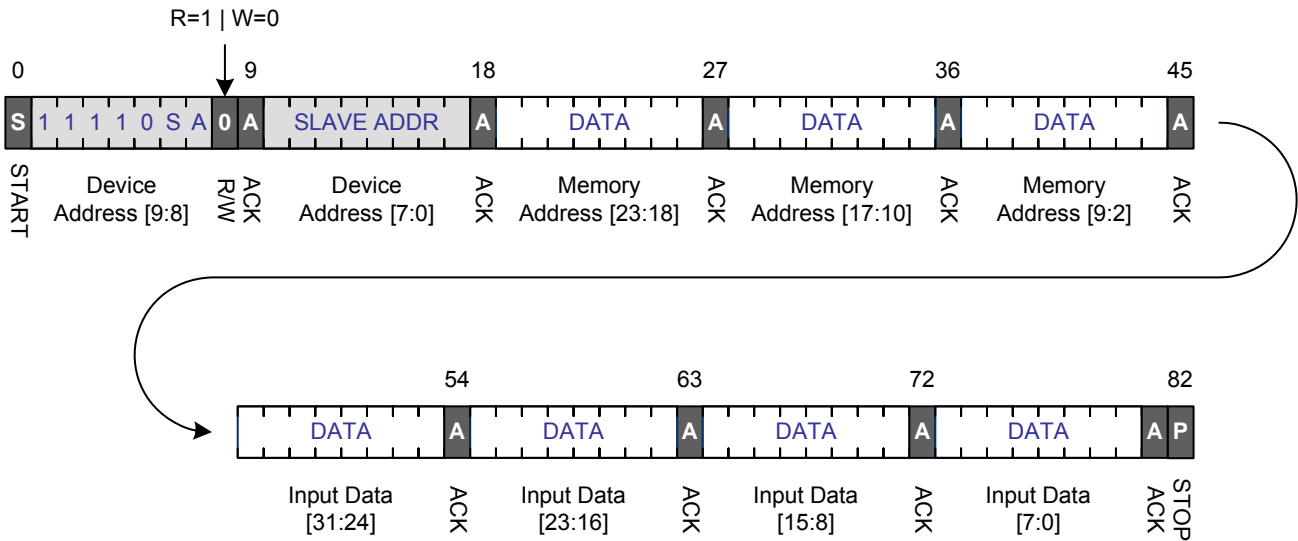 R=1 | W=0
0 9 18 27 36 45
S 1 1 1 1 0 S A 0 A SLAVE ADDR A DATA A DATA A DATA A
START Device Address [9:8] R/W ACK Device Address [7:0] ACK Memory Address [23:18] ACK Memory Address [17:10] ACK Memory Address [9:2] ACK
54 63 72 82
DATA A DATA A DATA A DATA A P
Input Data [31:24] ACK Input Data [23:16] ACK Input Data [15:8] ACK Input Data [7:0] ACK STOP